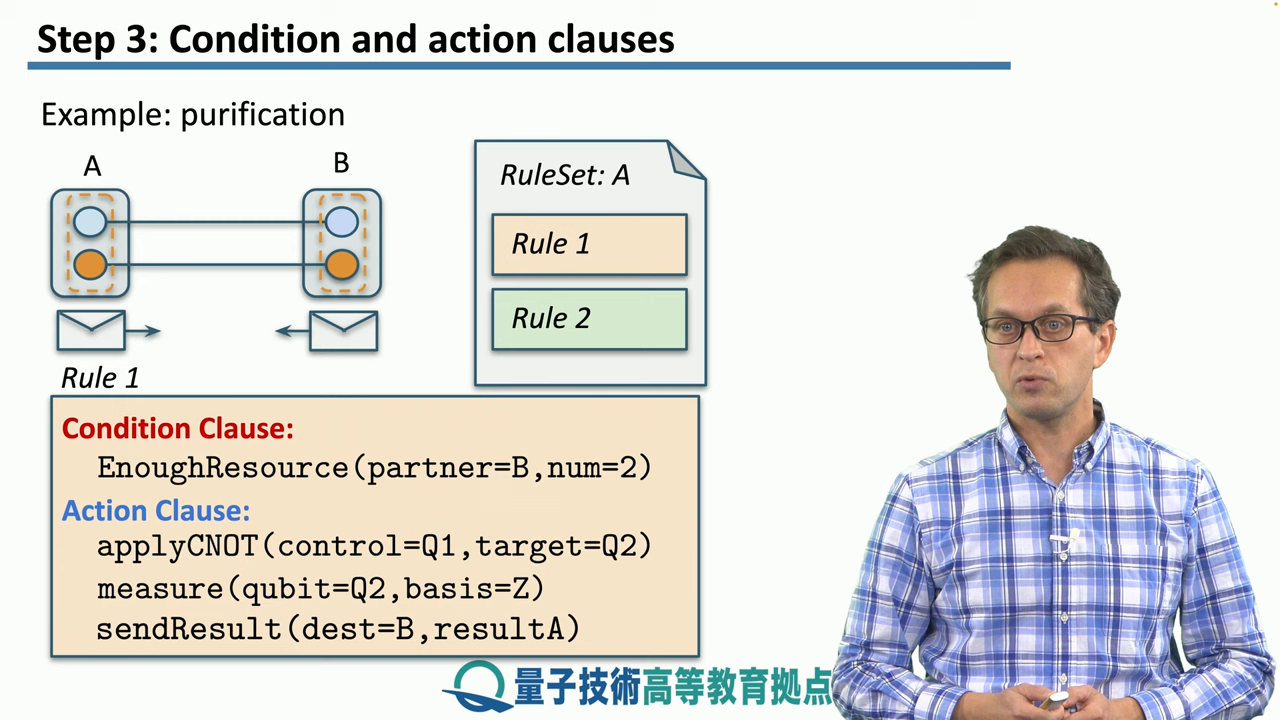 Step 3: Condition and action clauses
Example: purification
A
B
RuleSet: A
Rule 1
Rule 2
Rule 1
Condition Clause:
EnoughResource(partner=B,num=2)
Action Clause:
applyCNOT(control=Q1,target=Q2)
measure(qubit=Q2,basis=Z)
sendResult(dest=B,resultA)
量子技術高等教育拠点